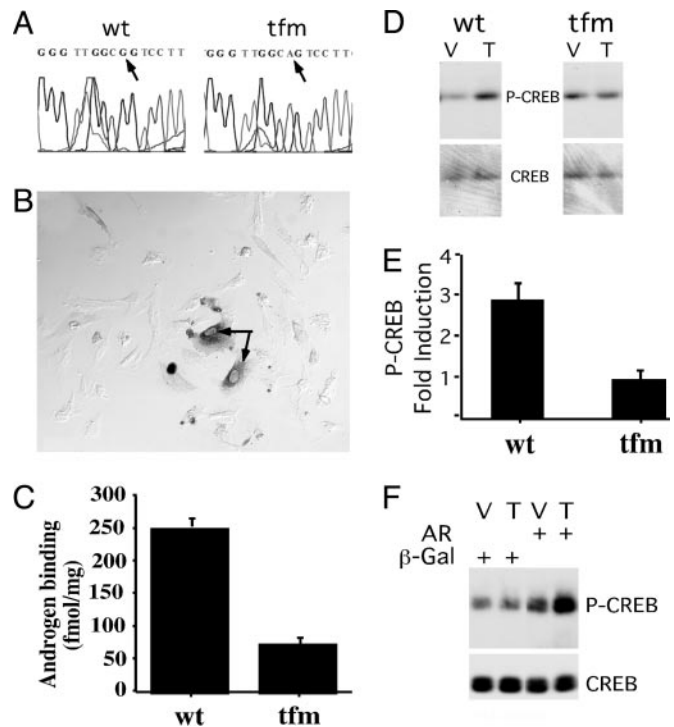 A
wt
tfm
G G G T T G G C G G T C C T T
G G G T T G G C A G T C C T T
B
C
Androgen binding
(fmol/mg)
300
250
200
150
100
50
0
wt
tfm
D
wt
tfm
V T
V T
P-CREB
CREB
E
P-CREB
Fold Induction
4
3
2
1
0
wt
tfm
F
V T V T
AR + +
β-Gal + +
P-CREB
CREB